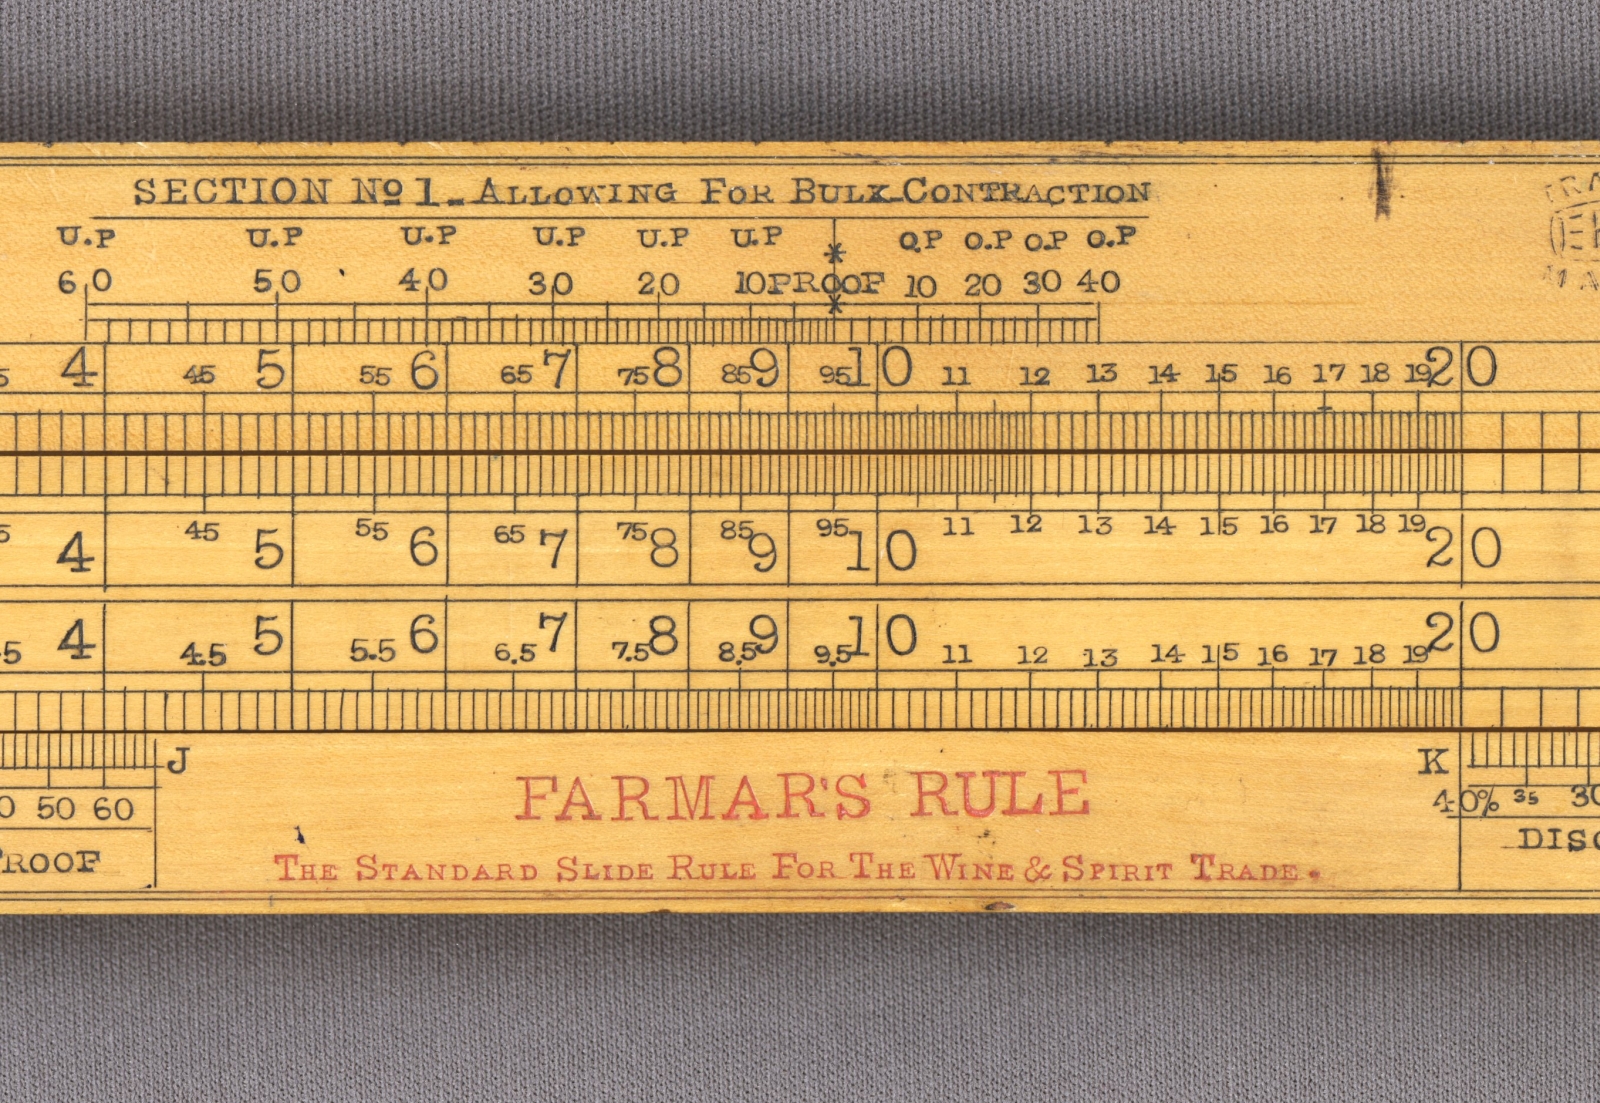 SECTION No 1. ALLOWING FOR BULK CONTRACTION
U.P U.P U.P U.P U.P U.P O.P O.P O.P O.P
60 50 40 30 20 10 PROOF 10 20 30 40
4 45 5 55 6 65 7 75 8 85 9 95 10 11 12 13 14 15 16 17 18 19 20
4 45 5 55 6 65 7 75 8 85 9 95 10 11 12 13 14 15 16 17 18 19 20
4 4.5 5 5.5 6 6.5 7 7.5 8 8.5 9 9.5 10 11 12 13 14 15 16 17 18 19 20
J K
50 60 40% 35 30
FARMAR'S RULE
THE STANDARD SLIDE RULE FOR THE WINE & SPIRIT TRADE.